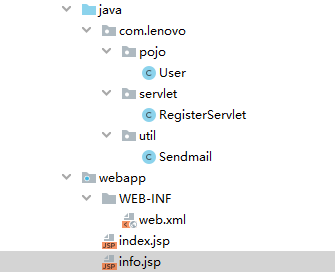 java
com.lenovo
pojo
User
servlet
RegisterServlet
util
Sendmail
webapp
WEB-INF
web.xml
index.jsp
info.jsp